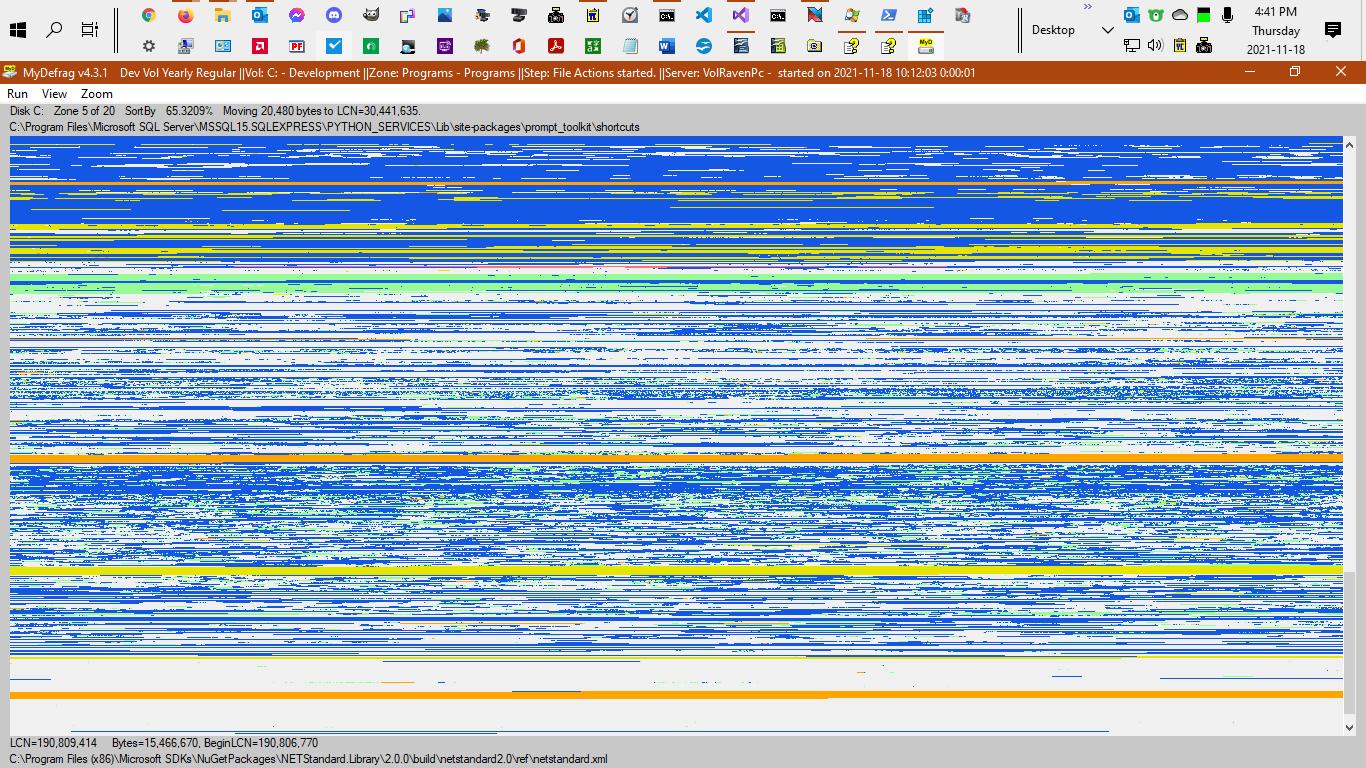 4:41 PM
Desktop
Thursday
2021-11-18
MyDefrag v4.3.1 Dev Vol Yearly Regular ||Vol: C: - Development ||Zone: Programs - Programs ||Step: File Actions started. ||Server: VolRavenPc - started on 2021-11-18 10:12:03 0:00:01
Run View Zoom
Disk C: Zone 5 of 20 SortBy 65.3209% Moving 20,480 bytes to LCN=30,441,635.
C:\Program Files\Microsoft SQL Server\MSSQL15.SQLEXPRESS\PYTHON_SERVICES\Lib\site-packages\prompt_toolkit\shortcuts
LCN=190,809,414 Bytes=15,466,670, BeginLCN=190,806,770
C:\Program Files (x86)\Microsoft SDKs\NuGetPackages\NETStandard.Library\2.0.0\build\netstandard2.0\ref\netstandard.xml